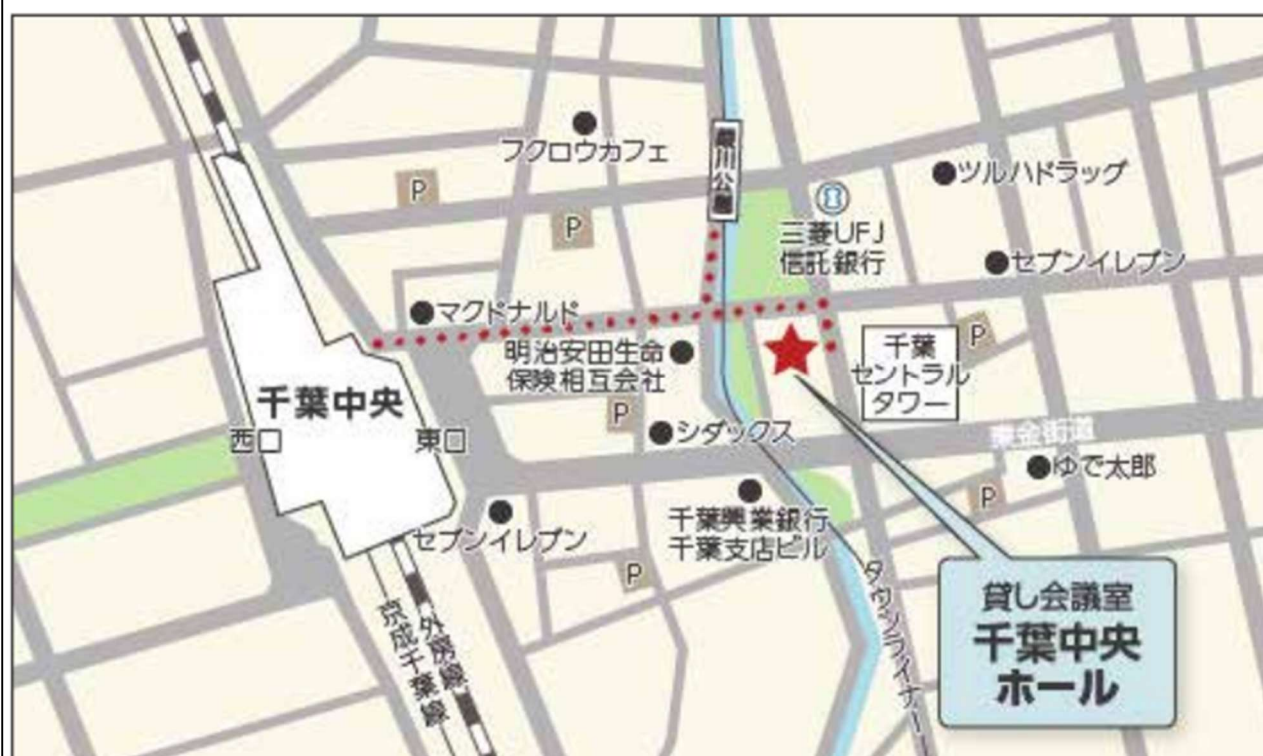 フクロウカフェ
P
P
ツルハドラッグ
三菱UFJ
信託銀行
セブンイレブン
マクドナルド
明治安田生命
保険相互会社
千葉
セントラル
タワー
P
千葉中央
西口
東口
P
シダックス
東金街道
ゆで太郎
P
セブンイレブン
千葉興業銀行
千葉支店ビル
P
タウンライナー
外房線
京成千葉線
貸し会議室
千葉中央
ホール